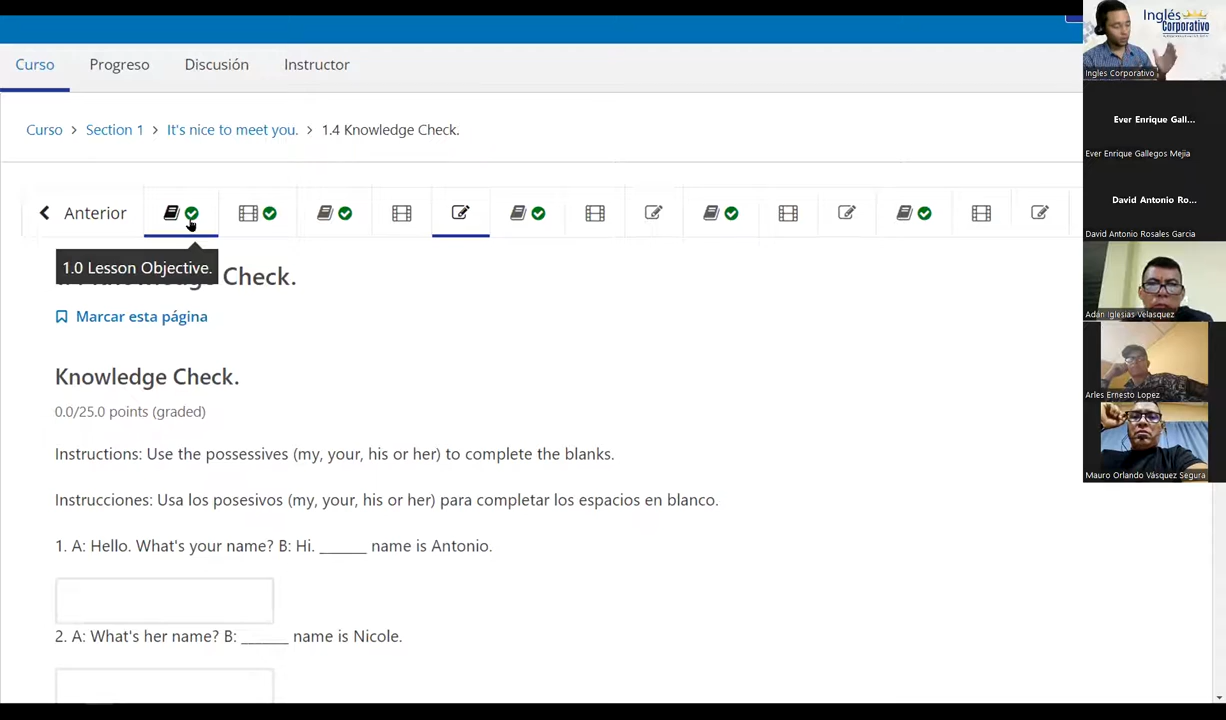 Curso
Progreso
Discusión
Instructor
Curso > Section 1 > It's nice to meet you. > 1.4 Knowledge Check.
Anterior
1.0 Lesson Objective.
Check.
Marcar esta página
Knowledge Check.
0.0/25.0 points (graded)
Instructions: Use the possessives (my, your, his or her) to complete the blanks.
Instrucciones: Usa los posesivos (my, your, his or her) para completar los espacios en blanco.
1. A: Hello. What's your name? B: Hi. ______ name is Antonio.
2. A: What's her name? B: ______ name is Nicole.
Inglés
Corporativo
Ingles Corporativo
Ever Enrique Gall...
Ever Enrique Gallegos Mejia
David Antonio Ro...
David Antonio Rosales Garcia
Adán Iglesias Velasquez
Arles Ernesto Lopez
Mauro Orlando Vásquez Segura